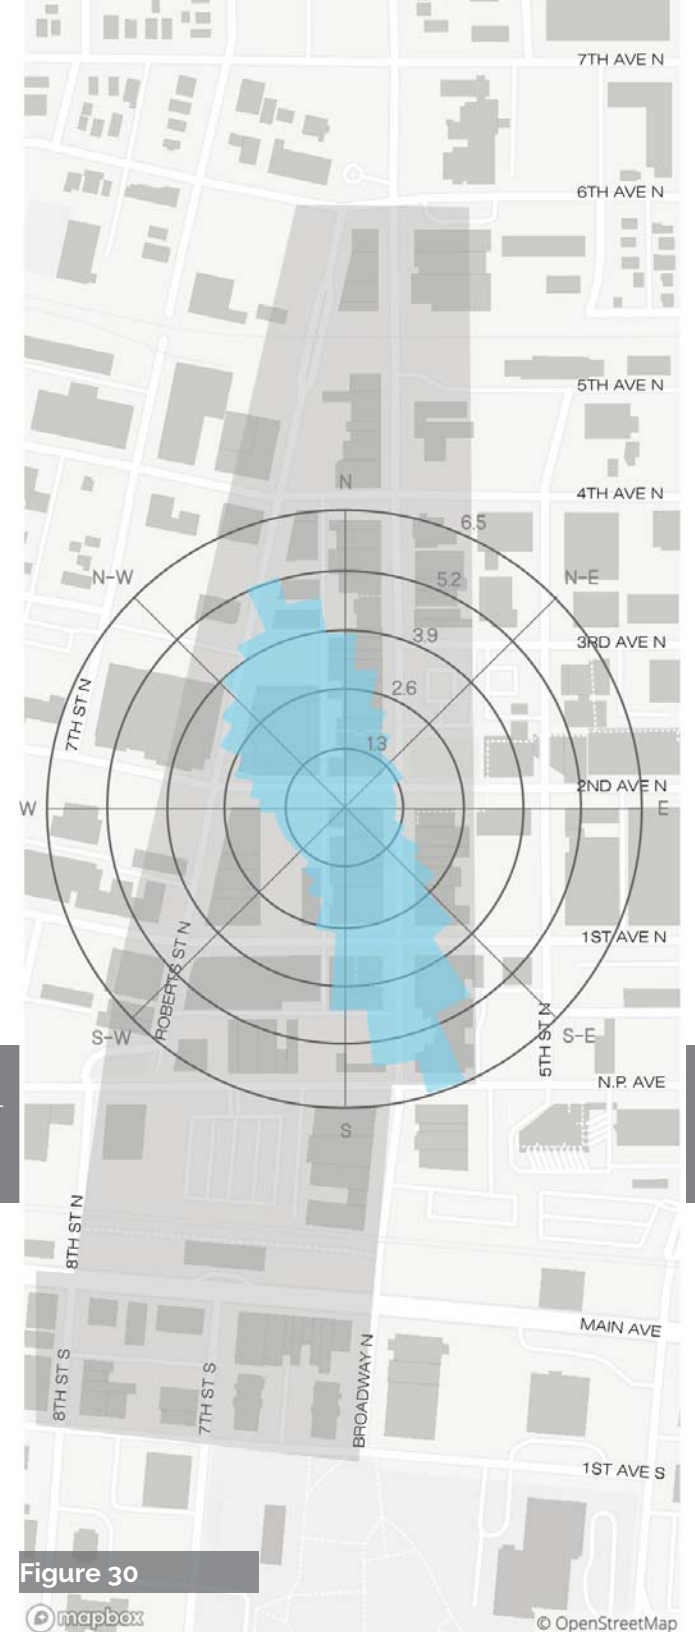 7TH AVE N
6TH AVE N
5TH AVE N
4TH AVE N
N
6.5
N-W
5.2
N-E
3.9
3RD AVE N
2.6
7TH ST N
1.3
2ND AVE N
W
E
1ST AVE N
ROBERTS ST N
S-W
5TH ST N
S-E
N.P. AVE
S
8TH ST N
MAIN AVE
8TH ST S
7TH ST S
BROADWAY N
1ST AVE S
Figure 30
mapbox
© OpenStreetMap